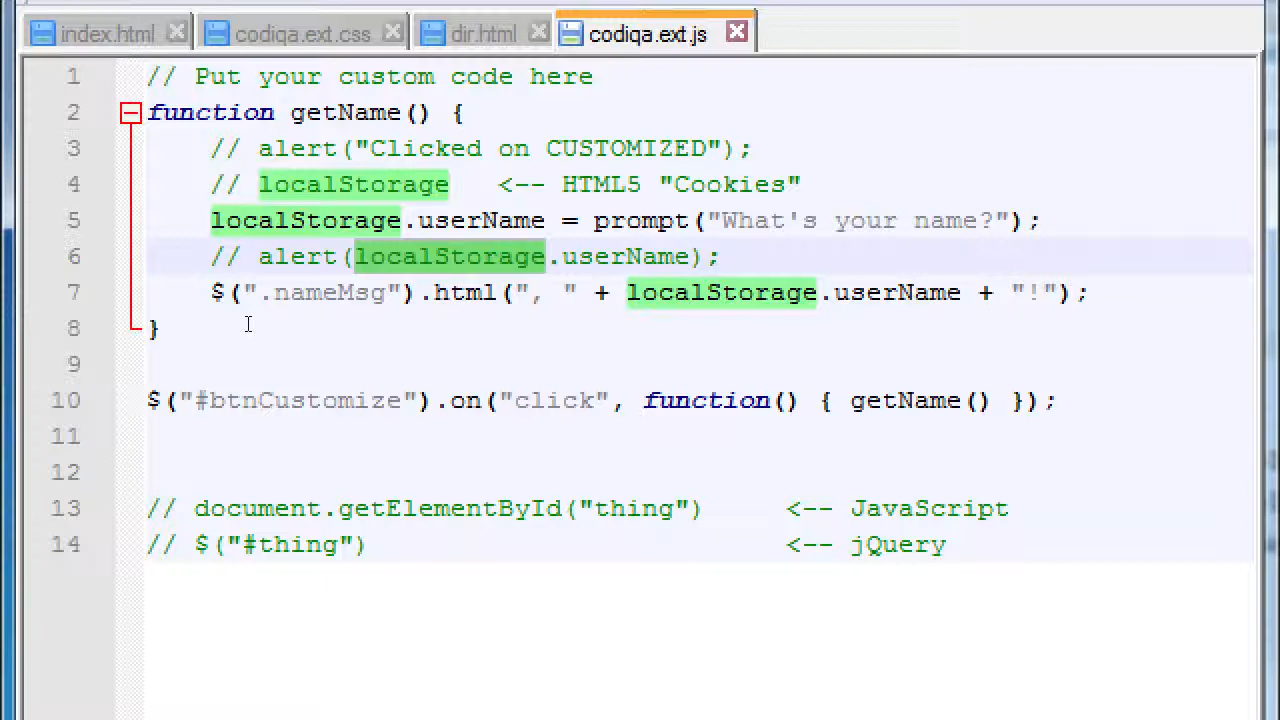 index.html codiqa.ext.css dir.html codiqa.ext.js
1 // Put your custom code here
2 function getName() {
3 // alert("Clicked on CUSTOMIZED");
4 // localStorage <-- HTML5 "Cookies"
5 localStorage.userName = prompt("What's your name?");
6 // alert(localStorage.userName);
7 $(".nameMsg").html(", " + localStorage.userName + "!");
8 }
9
10 $("#btnCustomize").on("click", function() { getName() });
11
12
13 // document.getElementById("thing") <-- JavaScript
14 // $("#thing") <-- jQuery